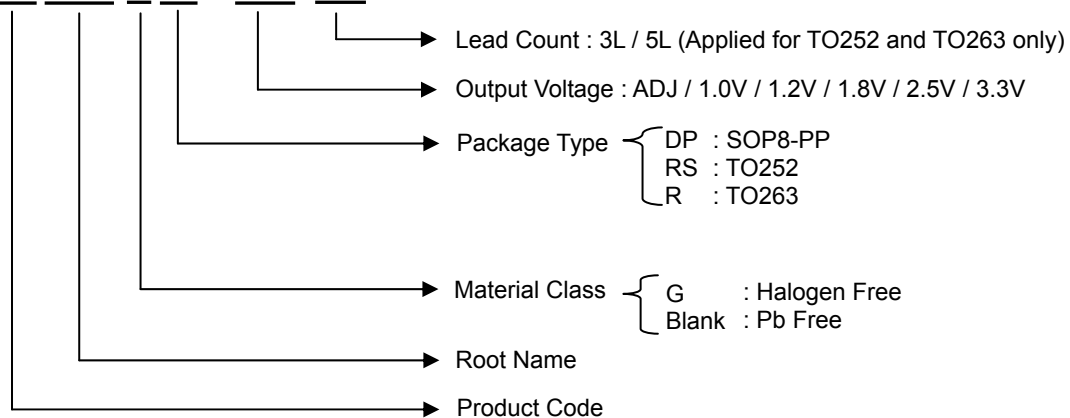 Lead Count : 3L / 5L (Applied for TO252 and TO263 only)
Output Voltage : ADJ / 1.0V / 1.2V / 1.8V / 2.5V / 3.3V
Package Type
DP : SOP8-PP
RS : TO252
R : TO263
Material Class
G : Halogen Free
Blank : Pb Free
Root Name
Product Code